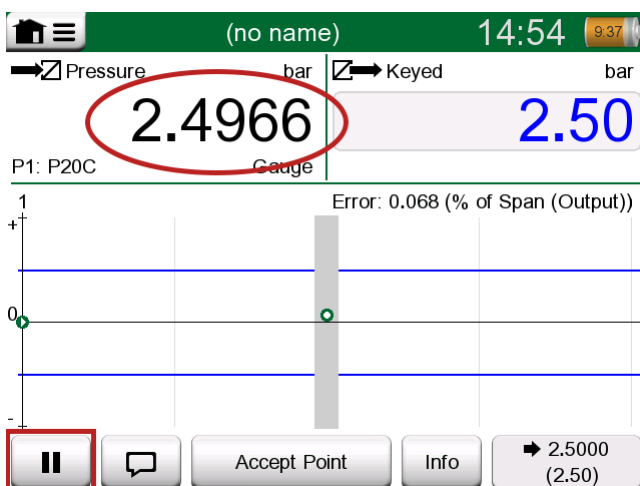 (no name) 14:54 9:37
Pressure bar Keyed bar
2.4966 2.50
P1: P20C Gauge
1 Error: 0.068 (% of Span (Output))
+
0
-
Accept Point Info 2.5000
(2.50)